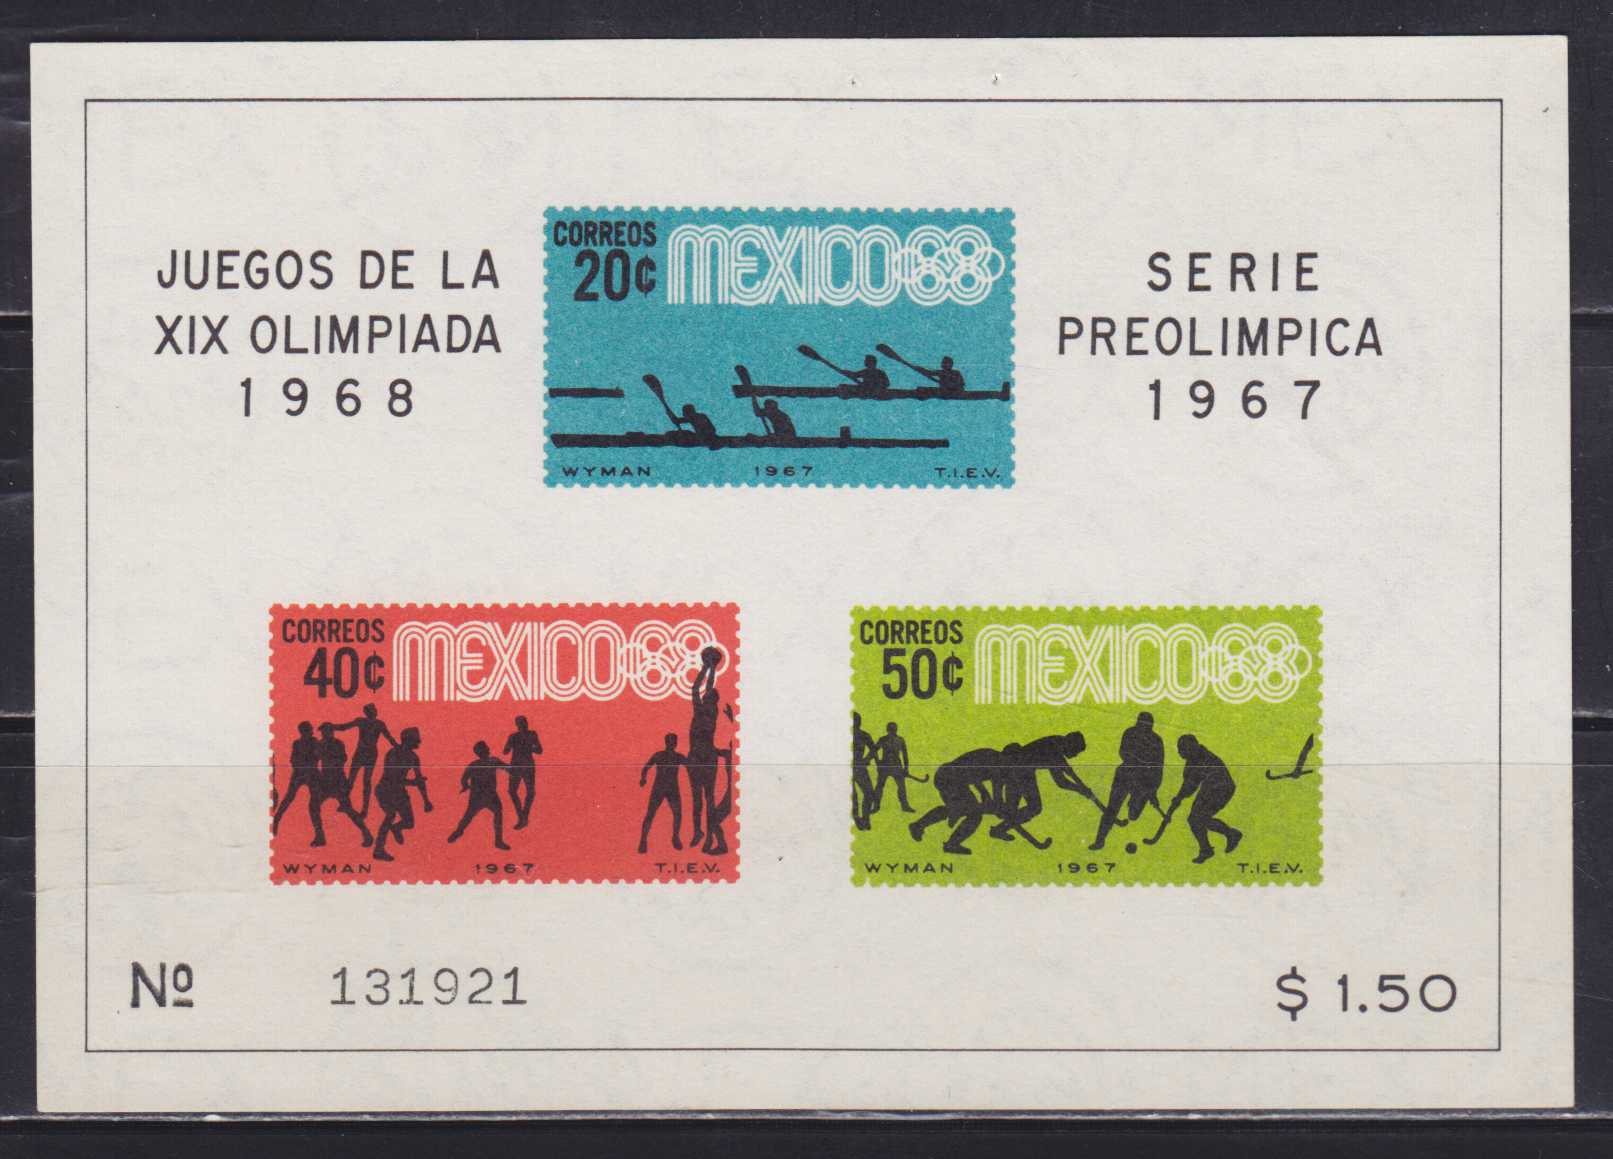 JUEGOS DE LA
XIX OLIMPIADA
1968
CORREOS
20¢
MEXICO68
WYMAN 1967 T.I.E.V.
SERIE
PREOLIMPICA
1967
CORREOS
40¢
MEXICO68
WYMAN 1967 T.I.E.V.
CORREOS
50¢
MEXICO68
WYMAN 1967 T.I.E.V.
Nº 131921
$ 1.50